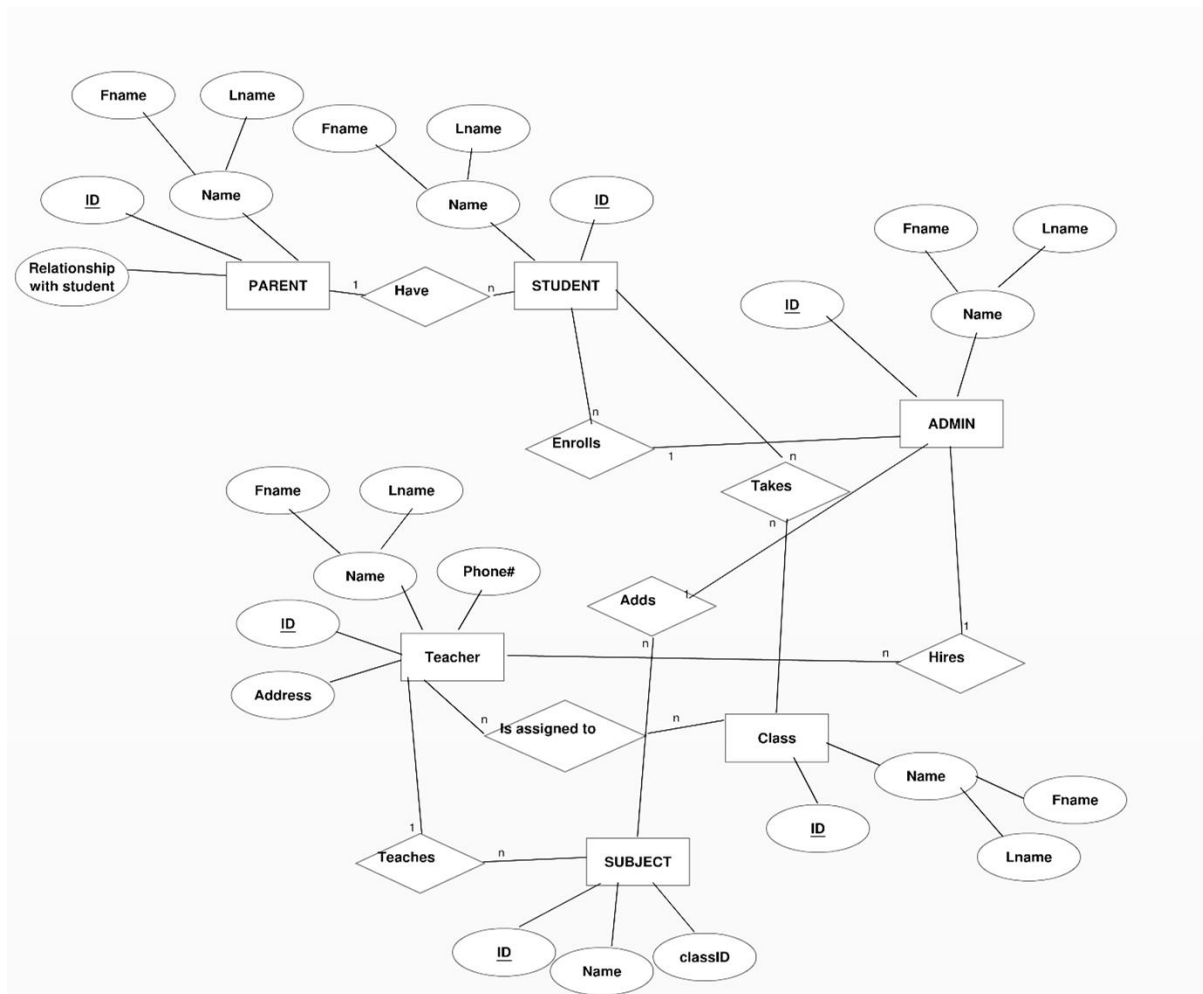 Fname
Lname
Fname
Lname
ID
Name
Name
ID
Relationship
with student
PARENT
1
Have
n
STUDENT
Fname
Lname
ID
Name
n
Enrolls
1
ADMIN
n
Takes
n
Fname
Lname
Name
Phone#
ID
Address
Teacher
Adds
1
n
1
n
Hires
n
Is assigned to
n
Class
Name
Fname
ID
Lname
1
Teaches
n
SUBJECT
ID
Name
classID